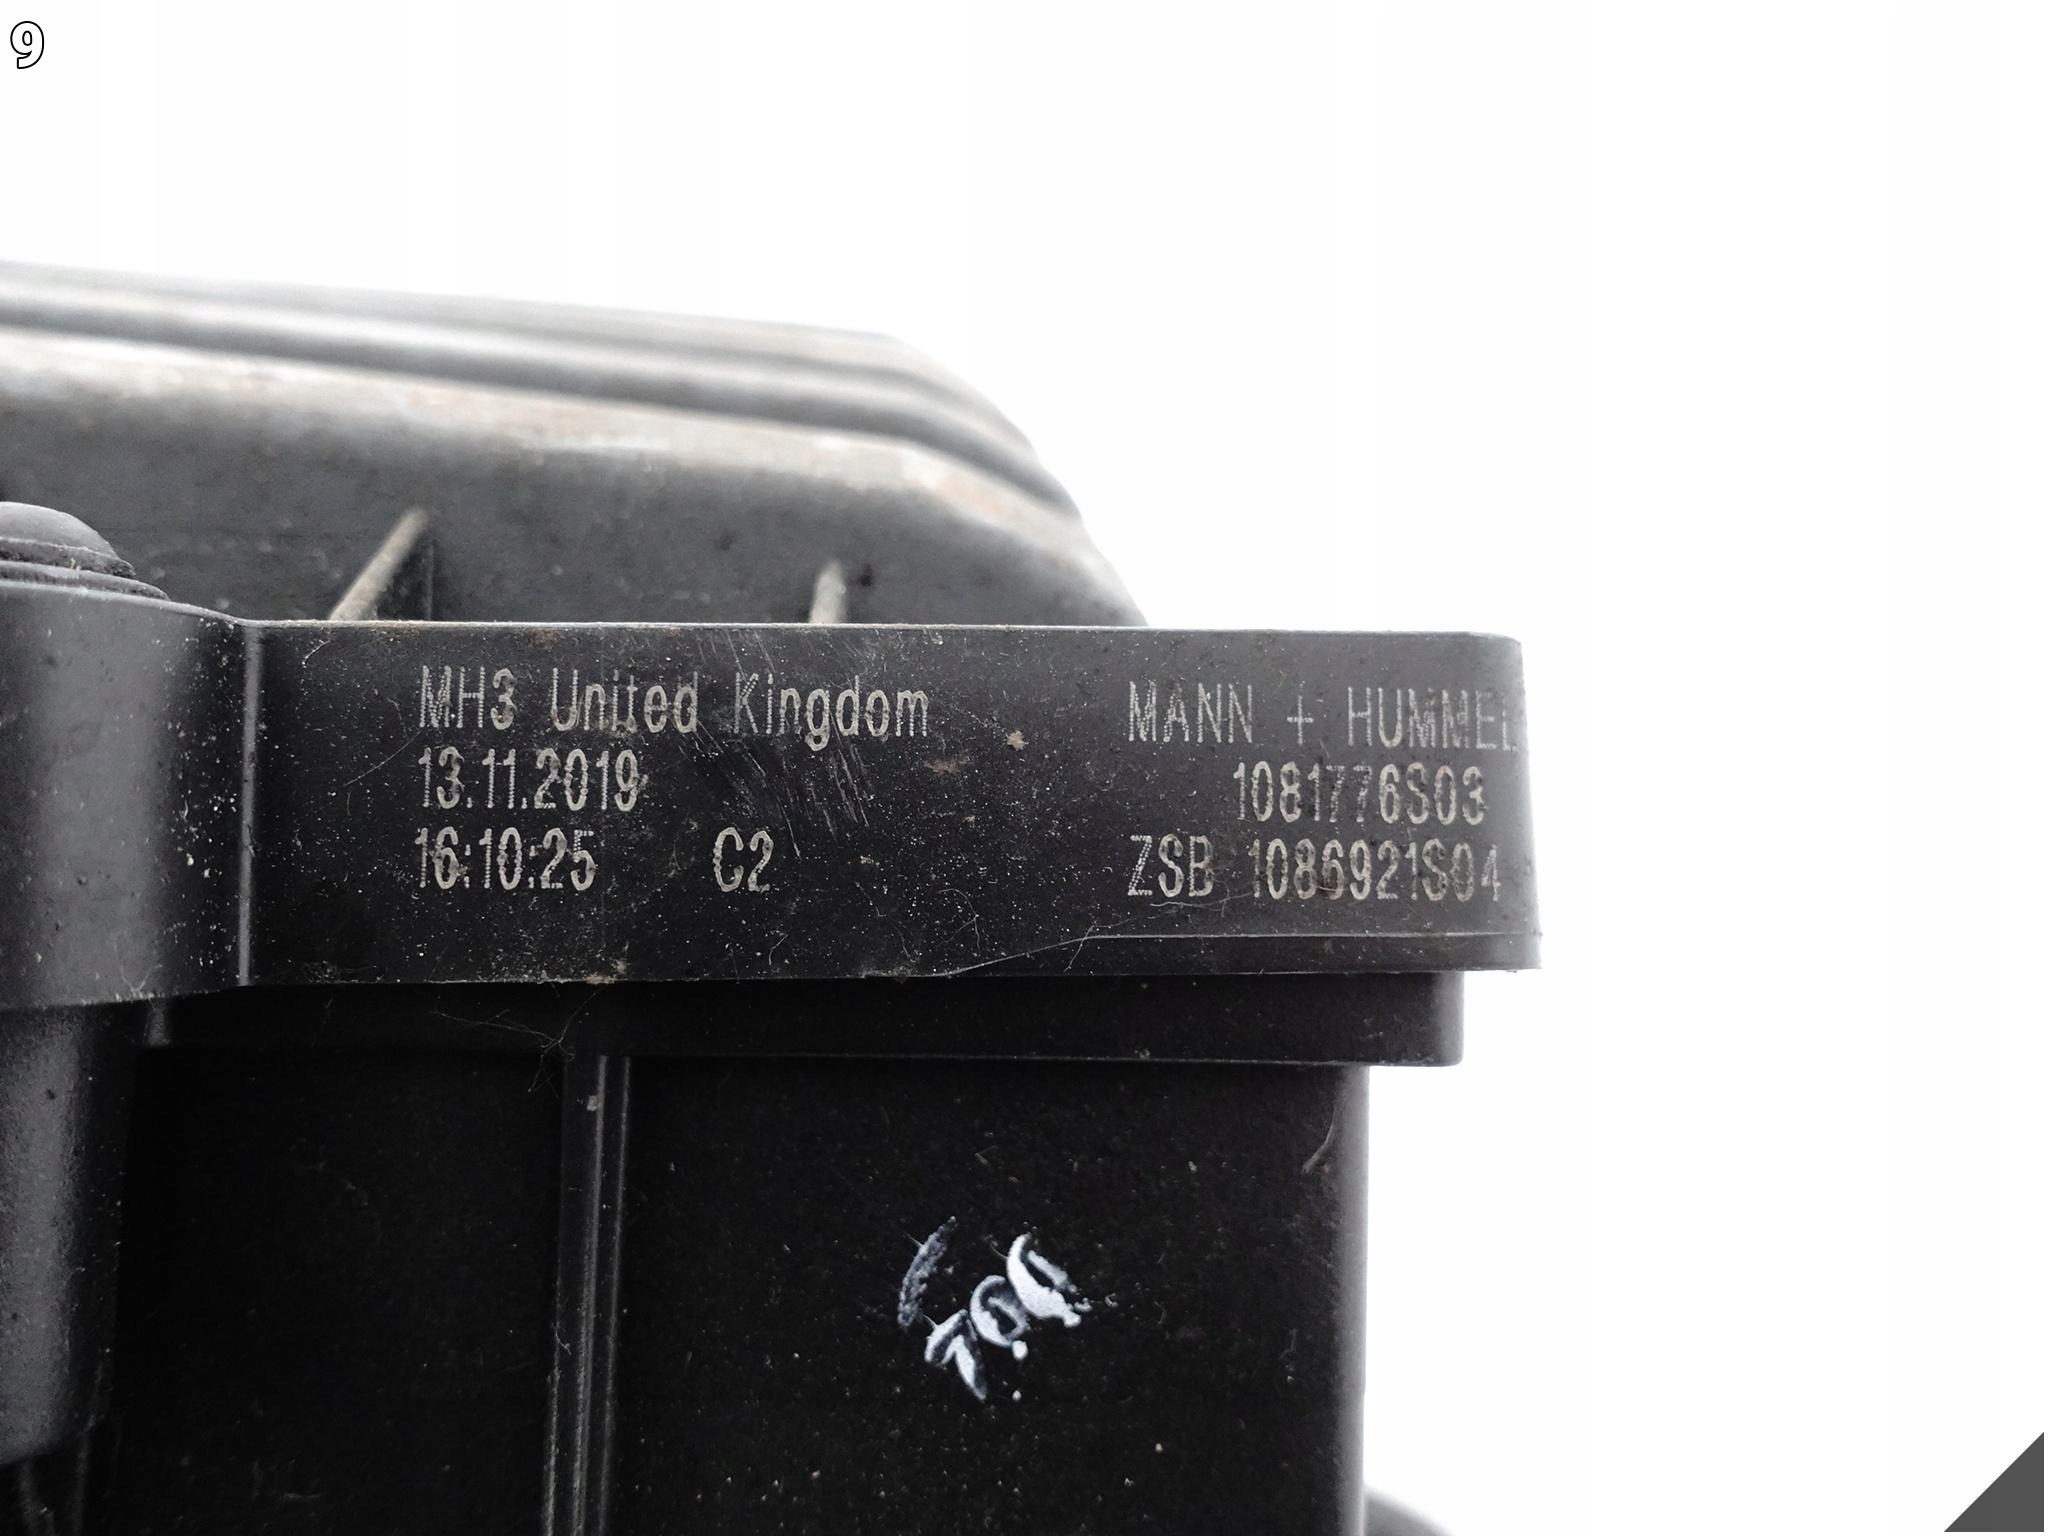 9
MH3 United Kingdom
13.11.2019
16:10:25 C2
MANN + HUMMEL
1081776S03
ZSB 1086921S04